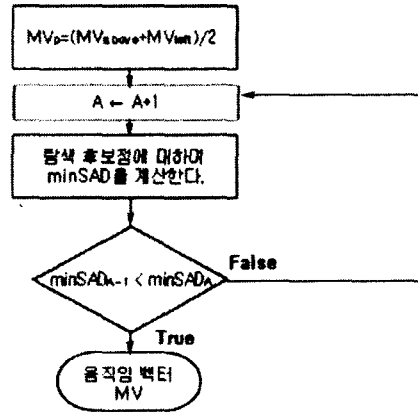 MVp=(MVabove+MVleft)/2
A ← A+1
탐색 후보점에 대하여
minSAD를 계산한다.
minSADA-1 < minSADA
False
True
움직임 벡터
MV